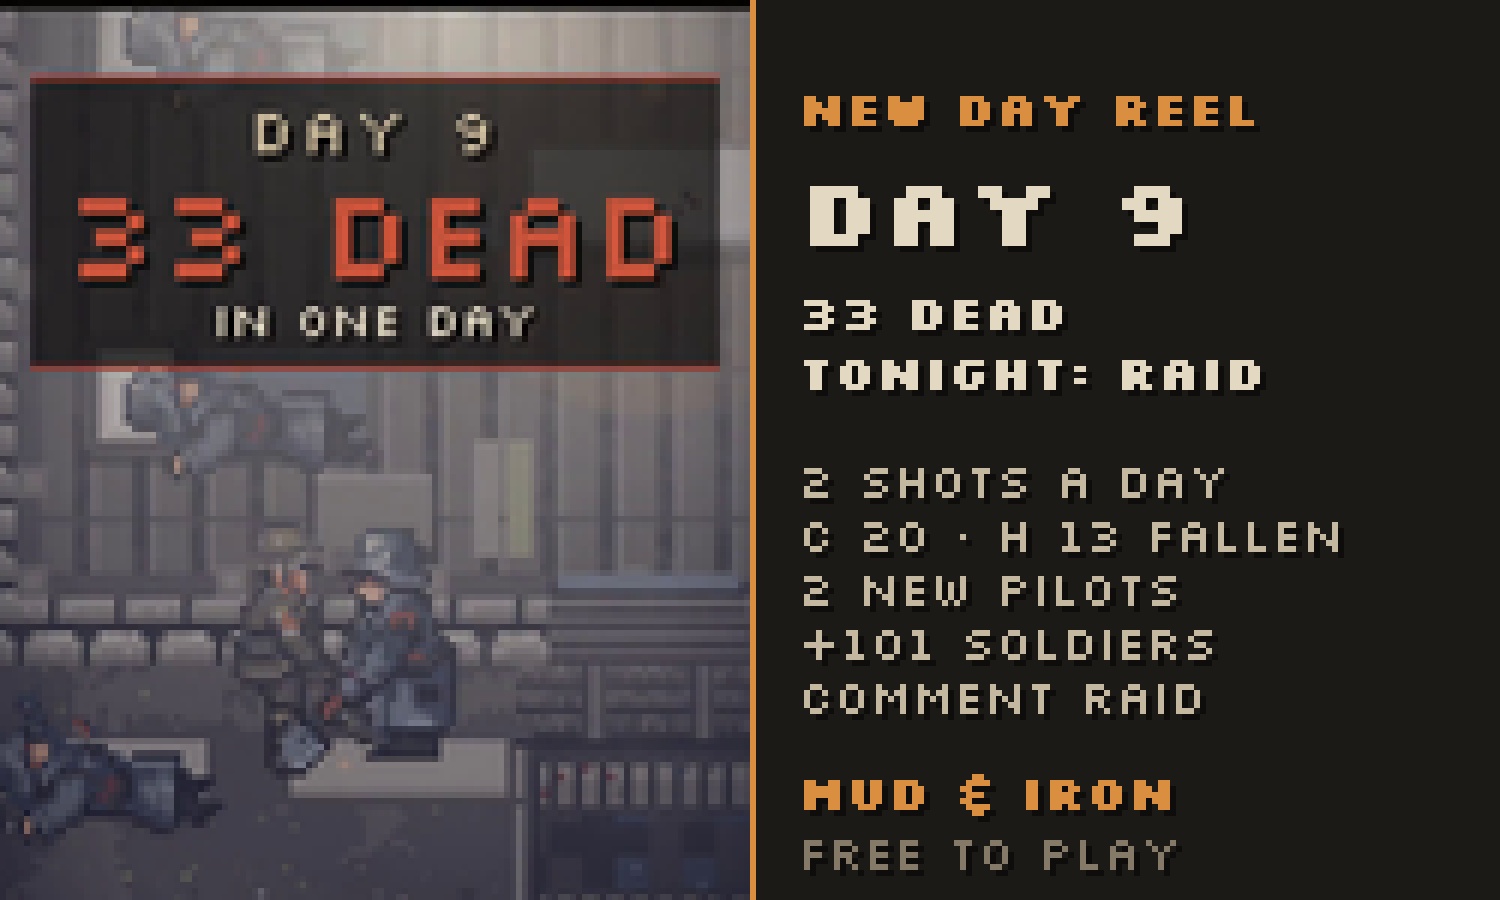 DAY 9
33 DEAD
IN ONE DAY
NEW DAY REEL
DAY 9
33 DEAD
TONIGHT: RAID
2 SHOTS A DAY
C 20 · H 13 FALLEN
2 NEW PILOTS
+101 SOLDIERS
COMMENT RAID
MUD & IRON
FREE TO PLAY